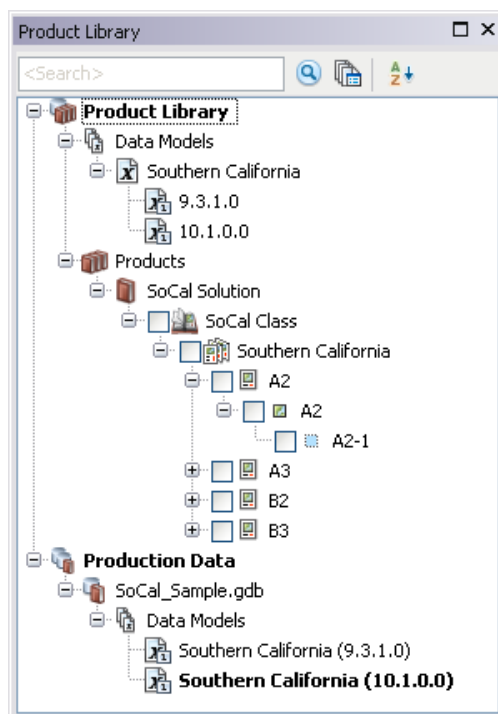 Product Library
<Search>
Product Library
Data Models
Southern California
9.3.1.0
10.1.0.0
Products
SoCal Solution
SoCal Class
Southern California
A2
A2
A2-1
A3
B2
B3
Production Data
SoCal_Sample.gdb
Data Models
Southern California (9.3.1.0)
Southern California (10.1.0.0)